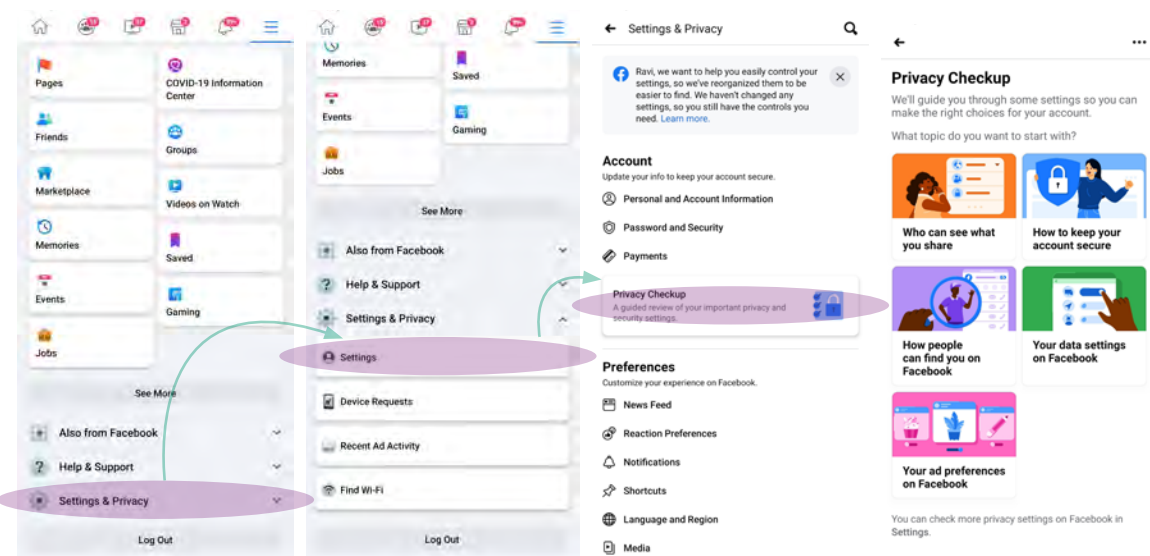 Pages
COVID-19 Information
Center
Friends
Groups
Marketplace
Videos on Watch
Memories
Saved
Events
Gaming
Jobs
See More
Also from Facebook
Help & Support
Settings & Privacy
Log Out
Memories
Saved
Events
Gaming
Jobs
See More
Also from Facebook
Help & Support
Settings & Privacy
Settings
Device Requests
Recent Ad Activity
Find Wi-Fi
Log Out
Settings & Privacy
Ravi, we want to help you easily control your
settings, so we've reorganized them to be
easier to find. We haven't changed any
settings, so you still have the controls you
need. Learn more.
Account
Update your info to keep your account secure.
Personal and Account Information
Password and Security
Payments
Privacy Checkup
A guided review of your important privacy and
security settings.
Preferences
Customize your experience on Facebook.
News Feed
Reaction Preferences
Notifications
Shortcuts
Language and Region
Media
Privacy Checkup
We'll guide you through some settings so you can
make the right choices for your account.
What topic do you want to start with?
Who can see what
you share
How to keep your
account secure
How people
can find you on
Facebook
Your data settings
on Facebook
Your ad preferences
on Facebook
You can check more privacy settings on Facebook in
Settings.